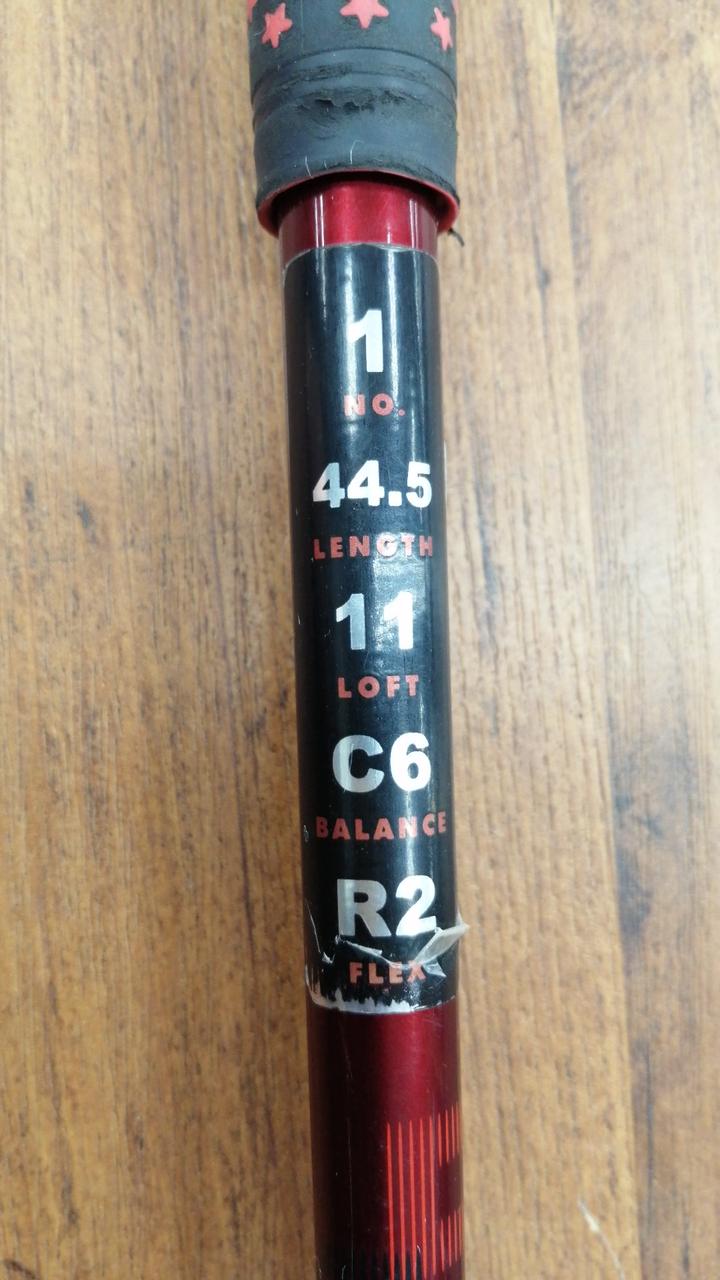 1
NO.
44.5
LENGTH
11
LOFT
C6
BALANCE
R2
FLEX